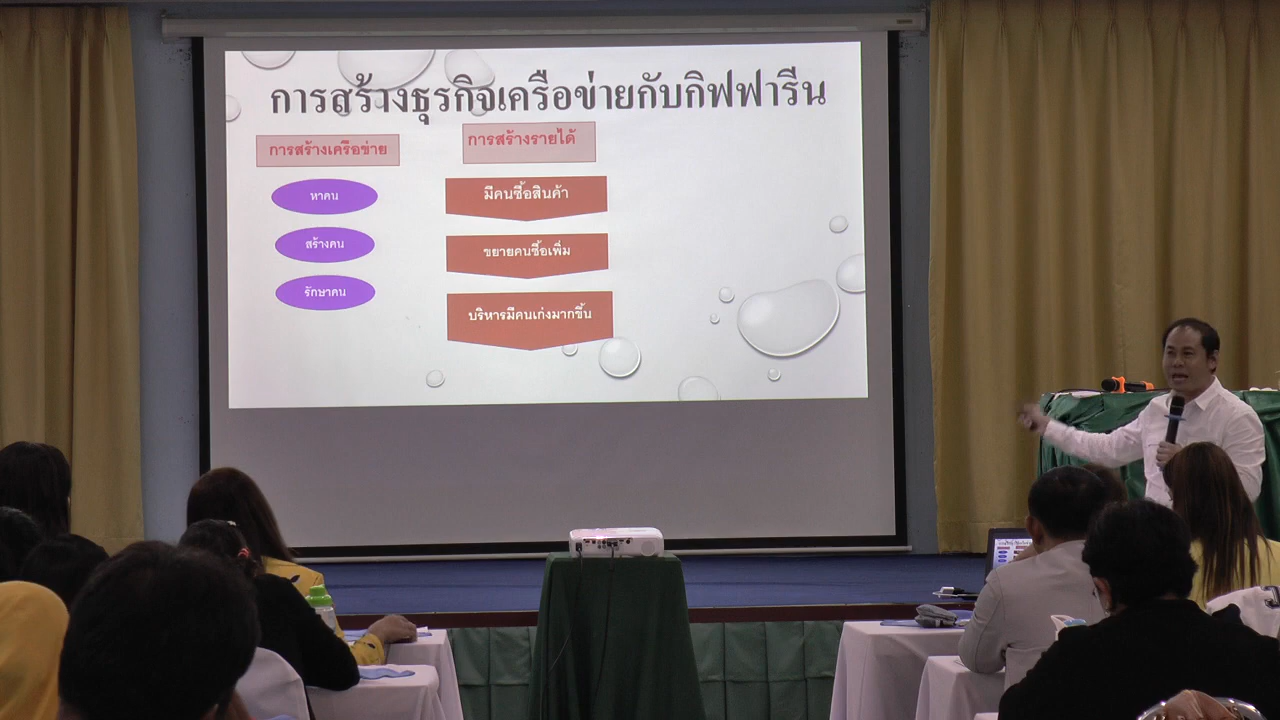 การสร้างธุรกิจเครือข่ายกับกิฟฟารีน
การสร้างเครือข่าย
หาคน
สร้างคน
รักษาคน
การสร้างรายได้
มีคนซื้อสินค้า
ขยายคนซื้อเพิ่ม
บริหารมีคนเก่งมากขึ้น